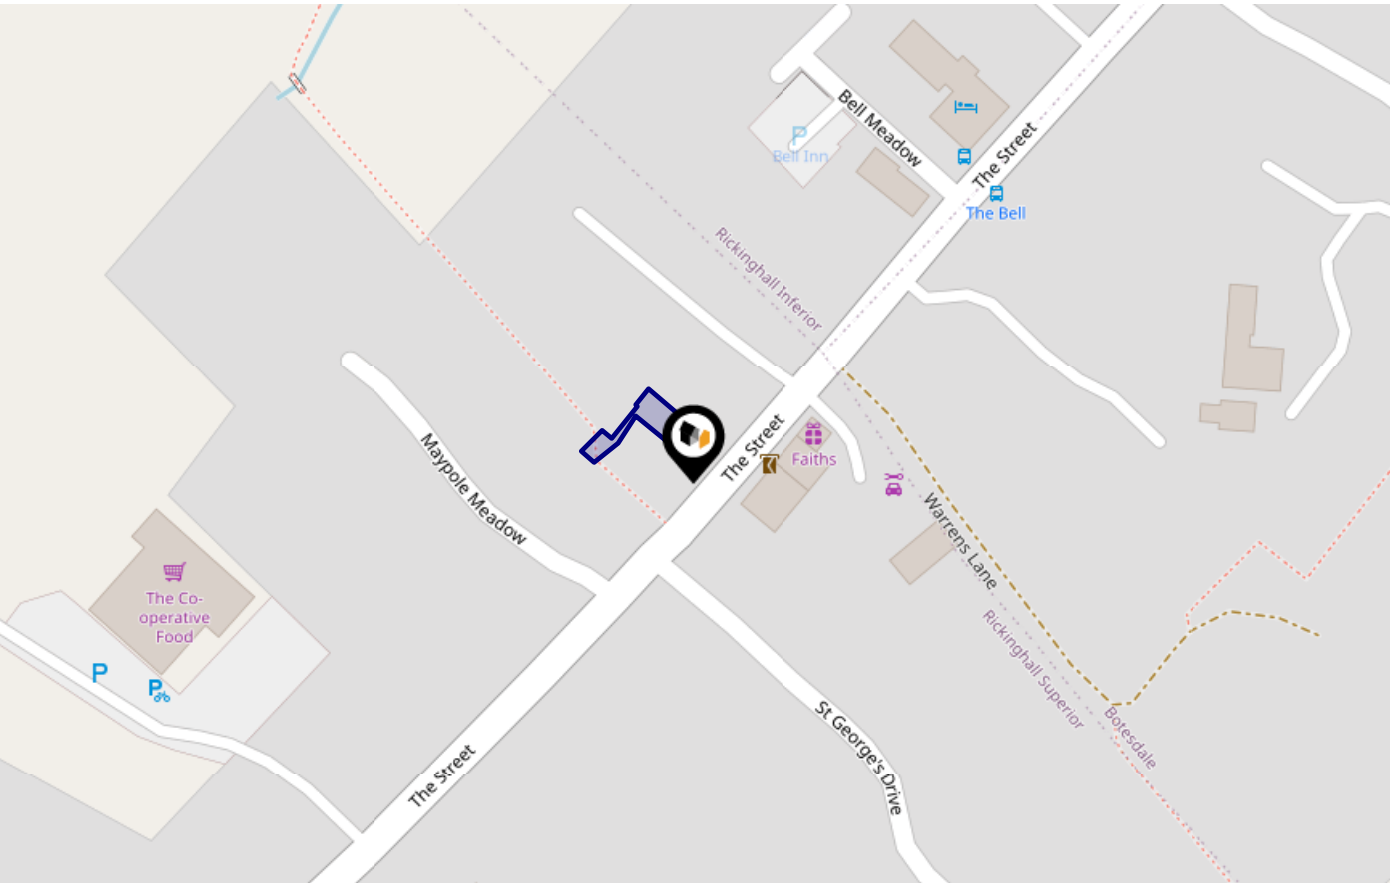 Bell Meadow
The Street
P
Bell Inn
The Bell
Rickinghall Inferior
Maypole Meadow
The Street
Faiths
Warrens Lane
The Co-
operative
Food
P
P
Rickinghall Superior
Botesdale
St George's Drive
The Street